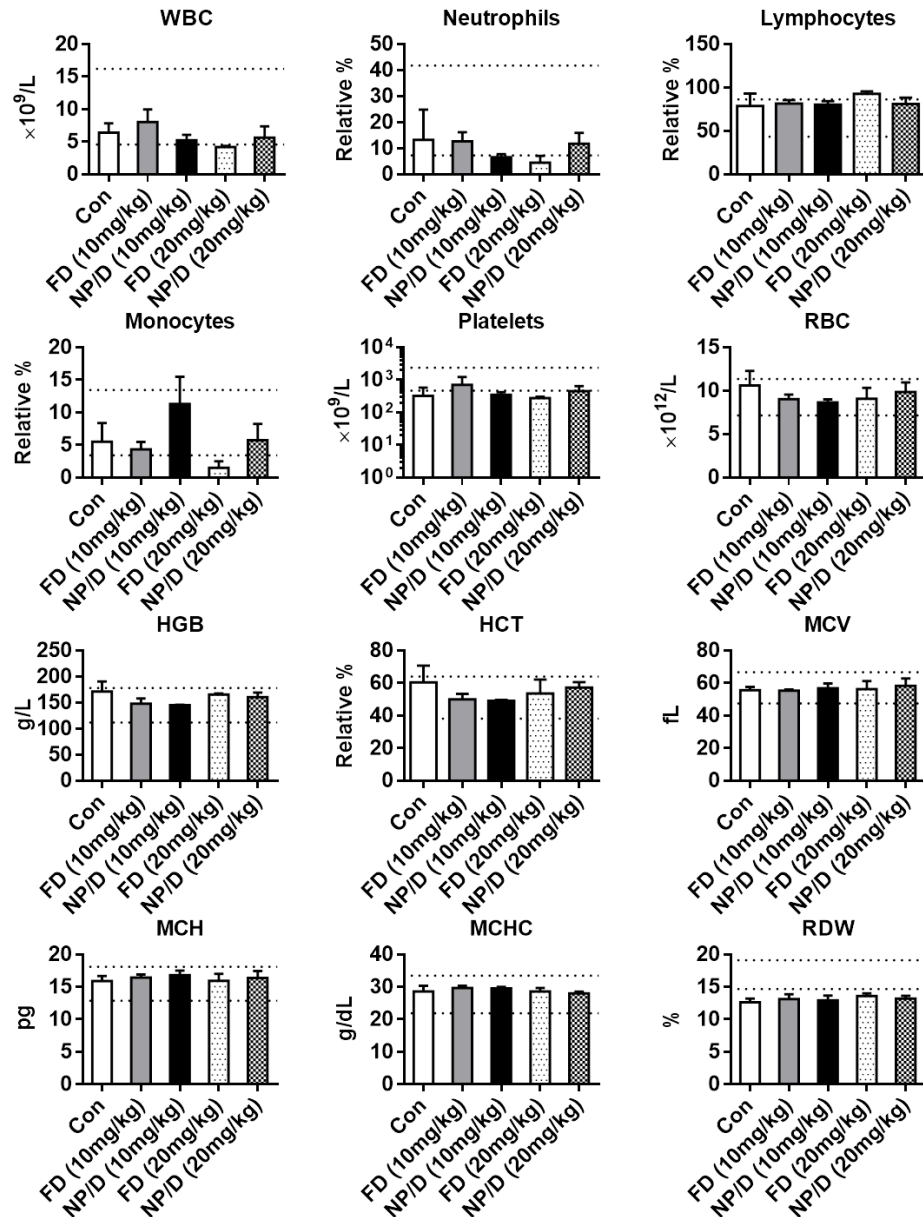 WBC
×10⁹/L
20
15
10
5
0
Con
FD (10mg/kg)
NP/D (10mg/kg)
FD (20mg/kg)
NP/D (20mg/kg)
Neutrophils
Relative %
50
40
30
20
10
0
Con
FD (10mg/kg)
NP/D (10mg/kg)
FD (20mg/kg)
NP/D (20mg/kg)
Lymphocytes
Relative %
150
100
50
0
Con
FD (10mg/kg)
NP/D (10mg/kg)
FD (20mg/kg)
NP/D (20mg/kg)
Monocytes
Relative %
20
15
10
5
0
Con
FD (10mg/kg)
NP/D (10mg/kg)
FD (20mg/kg)
NP/D (20mg/kg)
Platelets
×10⁹/L
10⁴
10³
10²
10¹
10⁰
Con
FD (10mg/kg)
NP/D (10mg/kg)
FD (20mg/kg)
NP/D (20mg/kg)
RBC
×10¹²/L
15
10
5
0
Con
FD (10mg/kg)
NP/D (10mg/kg)
FD (20mg/kg)
NP/D (20mg/kg)
HGB
g/L
250
200
150
100
50
0
Con
FD (10mg/kg)
NP/D (10mg/kg)
FD (20mg/kg)
NP/D (20mg/kg)
HCT
Relative %
80
60
40
20
0
Con
FD (10mg/kg)
NP/D (10mg/kg)
FD (20mg/kg)
NP/D (20mg/kg)
MCV
fL
80
60
40
20
0
Con
FD (10mg/kg)
NP/D (10mg/kg)
FD (20mg/kg)
NP/D (20mg/kg)
MCH
pg
20
15
10
5
0
Con
FD (10mg/kg)
NP/D (10mg/kg)
FD (20mg/kg)
NP/D (20mg/kg)
MCHC
g/dL
40
30
20
10
0
Con
FD (10mg/kg)
NP/D (10mg/kg)
FD (20mg/kg)
NP/D (20mg/kg)
RDW
%
20
15
10
5
0
Con
FD (10mg/kg)
NP/D (10mg/kg)
FD (20mg/kg)
NP/D (20mg/kg)